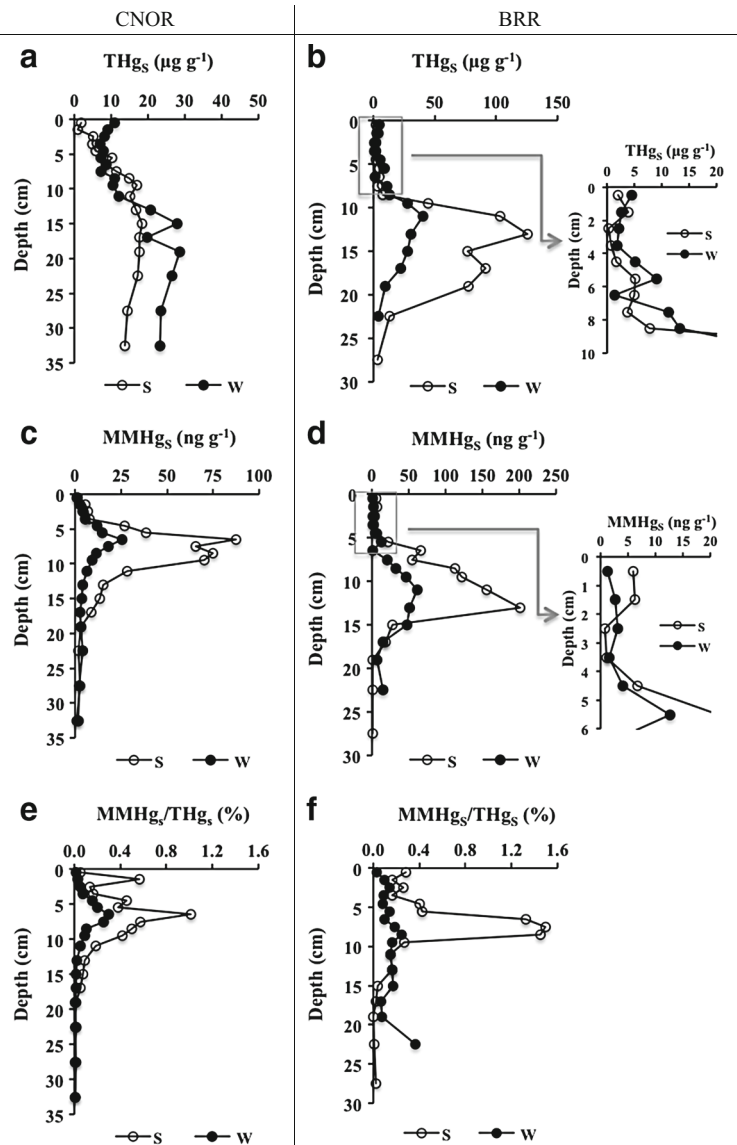 CNOR BRR
a THgS (µg g-1)
0 10 20 30 40 50
0
5
10
15
20
25
30
35
Depth (cm)
S W
b THgS (µg g-1)
0 50 100 150
0
5
10
15
20
25
30
Depth (cm)
S W
THgS (µg g-1)
0 5 10 15 20
0
2
4
6
8
10
Depth (cm)
S
W
c MMHgS (ng g-1)
0 25 50 75 100
0
5
10
15
20
25
30
35
Depth (cm)
S W
d MMHgS (ng g-1)
0 50 100 150 200 250
0
5
10
15
20
25
30
Depth (cm)
S W
MMHgS (ng g-1)
0 5 10 15 20
0
1
2
3
4
5
6
Depth (cm)
S
W
e MMHgs/THgs (%)
0.0 0.4 0.8 1.2 1.6
0
5
10
15
20
25
30
35
Depth (cm)
S W
f MMHgS/THgS (%)
0.0 0.4 0.8 1.2 1.6
0
5
10
15
20
25
30
Depth (cm)
S W